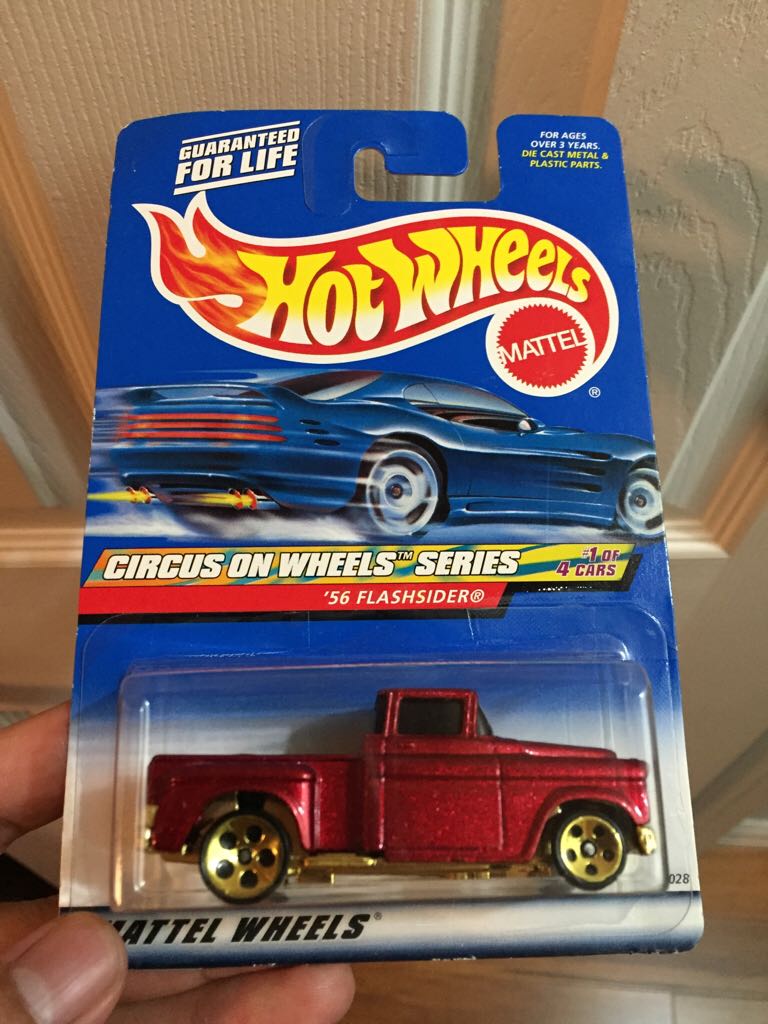 GUARANTEED
FOR LIFE
FOR AGES
OVER 3 YEARS.
DIE CAST METAL &
PLASTIC PARTS.
HOT WHEELS
MATTEL
®
CIRCUS ON WHEELS™ SERIES
#1 OF
4 CARS
'56 FLASHSIDER®
028
MATTEL WHEELS®